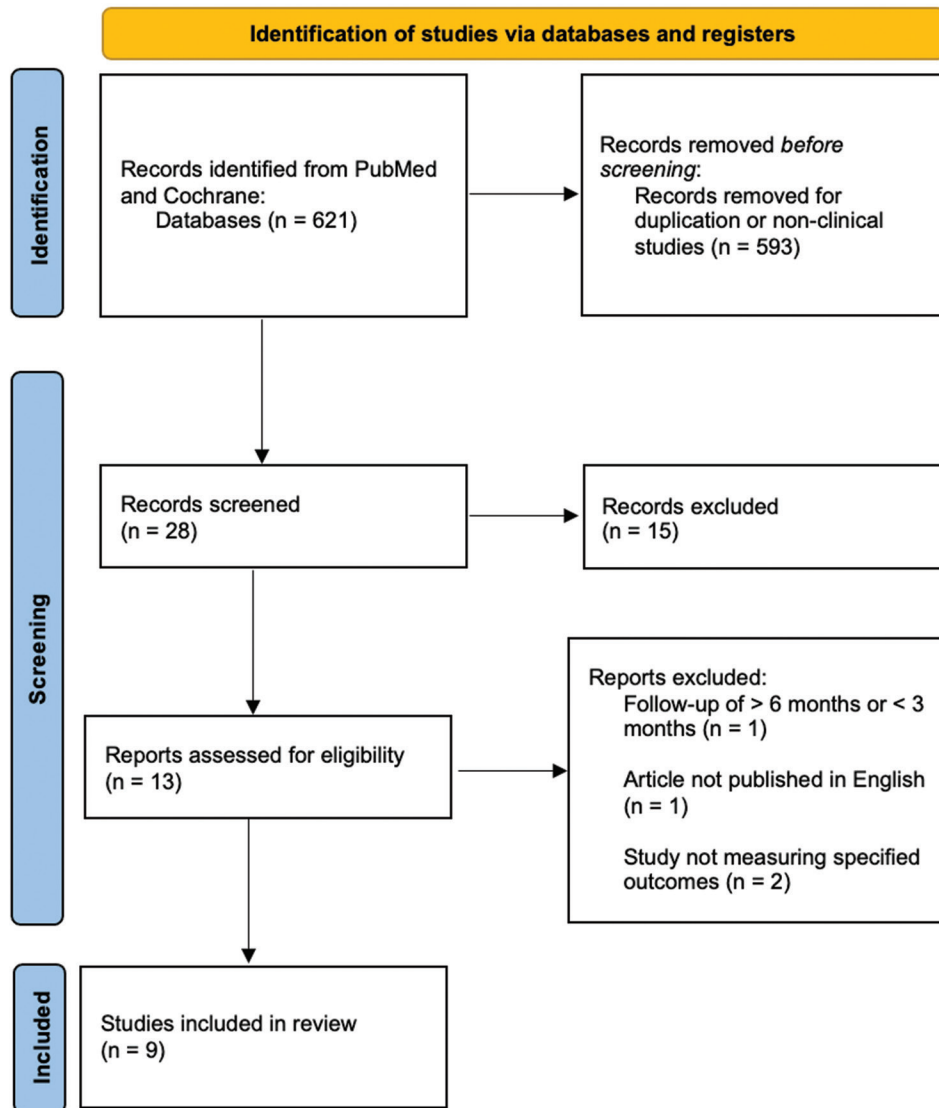 Identification of studies via databases and registers
Identification
Records identified from PubMed
and Cochrane:
Databases (n = 621)
Records removed before
screening:
Records removed for
duplication or non-clinical
studies (n = 593)
Screening
Records screened
(n = 28)
Records excluded
(n = 15)
Reports assessed for eligibility
(n = 13)
Reports excluded:
Follow-up of > 6 months or < 3
months (n = 1)
Article not published in English
(n = 1)
Study not measuring specified
outcomes (n = 2)
Included
Studies included in review
(n = 9)